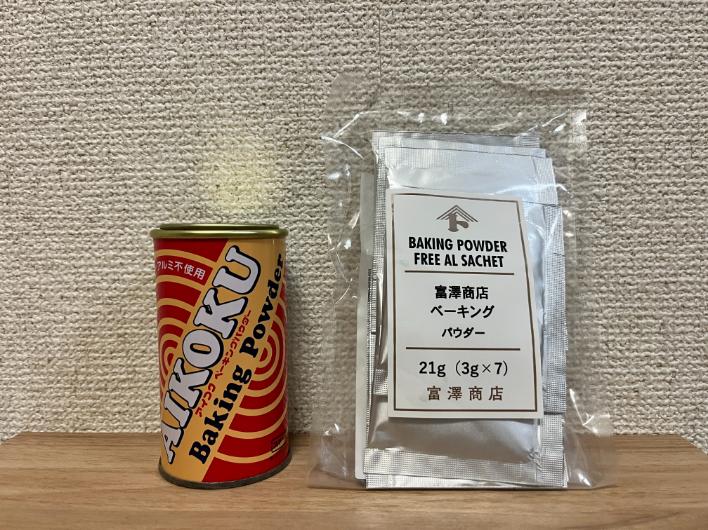 アルミ不使用
AIKOKU
アイコク ベーキングパウダー
Baking Powder
BAKING POWDER
FREE AL SACHET
富澤商店
ベーキング
パウダー
21g（3g×7）
富澤商店